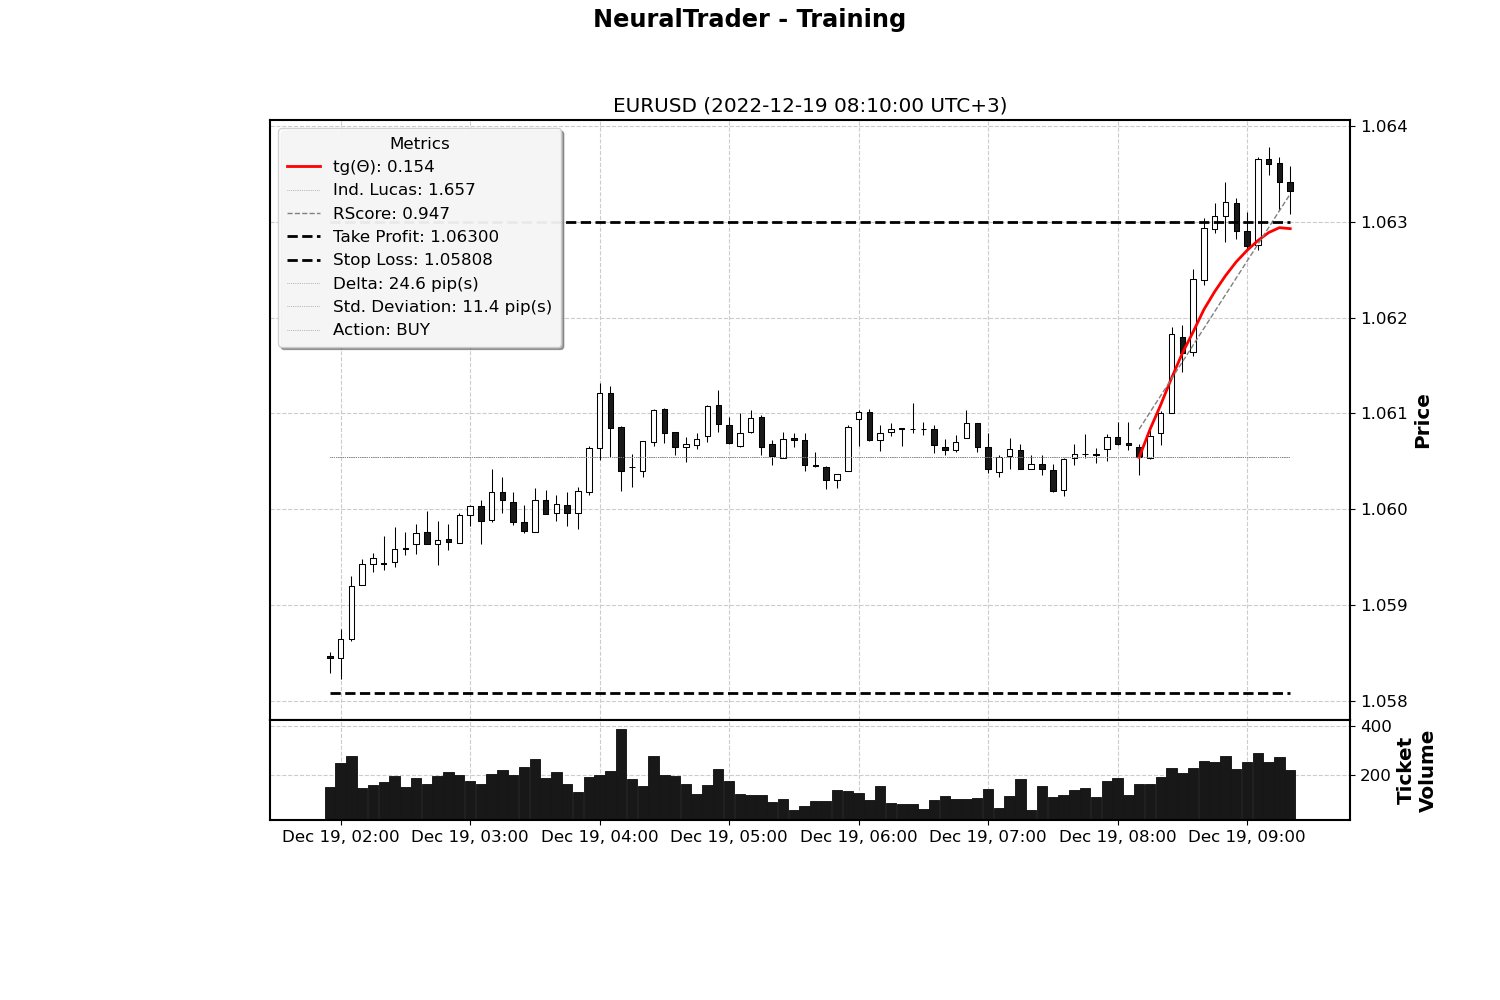 NeuralTrader - Training
EURUSD (2022-12-19 08:10:00 UTC+3)
Metrics
tg(Θ): 0.154
Ind. Lucas: 1.657
RScore: 0.947
Take Profit: 1.06300
Stop Loss: 1.05808
Delta: 24.6 pip(s)
Std. Deviation: 11.4 pip(s)
Action: BUY
1.064
1.063
1.062
1.061
1.060
1.059
1.058
Price
400
200
Ticket
Volume
Dec 19, 02:00
Dec 19, 03:00
Dec 19, 04:00
Dec 19, 05:00
Dec 19, 06:00
Dec 19, 07:00
Dec 19, 08:00
Dec 19, 09:00